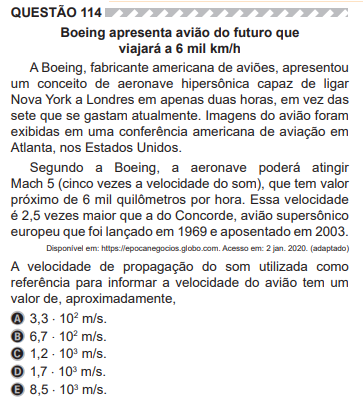 QUESTÃO 114
Boeing apresenta avião do futuro que
viajará a 6 mil km/h
A Boeing, fabricante americana de aviões, apresentou
um conceito de aeronave hipersônica capaz de ligar
Nova York a Londres em apenas duas horas, em vez das
sete que se gastam atualmente. Imagens do avião foram
exibidas em uma conferência americana de aviação em
Atlanta, nos Estados Unidos.
Segundo a Boeing, a aeronave poderá atingir
Mach 5 (cinco vezes a velocidade do som), que tem valor
próximo de 6 mil quilômetros por hora. Essa velocidade
é 2,5 vezes maior que a do Concorde, avião supersônico
europeu que foi lançado em 1969 e aposentado em 2003.
Disponível em: https://epocanegocios.globo.com. Acesso em: 2 jan. 2020. (adaptado)
A velocidade de propagação do som utilizada como
referência para informar a velocidade do avião tem um
valor de, aproximadamente,
A 3,3 · 10² m/s.
B 6,7 · 10² m/s.
C 1,2 · 10³ m/s.
D 1,7 · 10³ m/s.
E 8,5 · 10³ m/s.